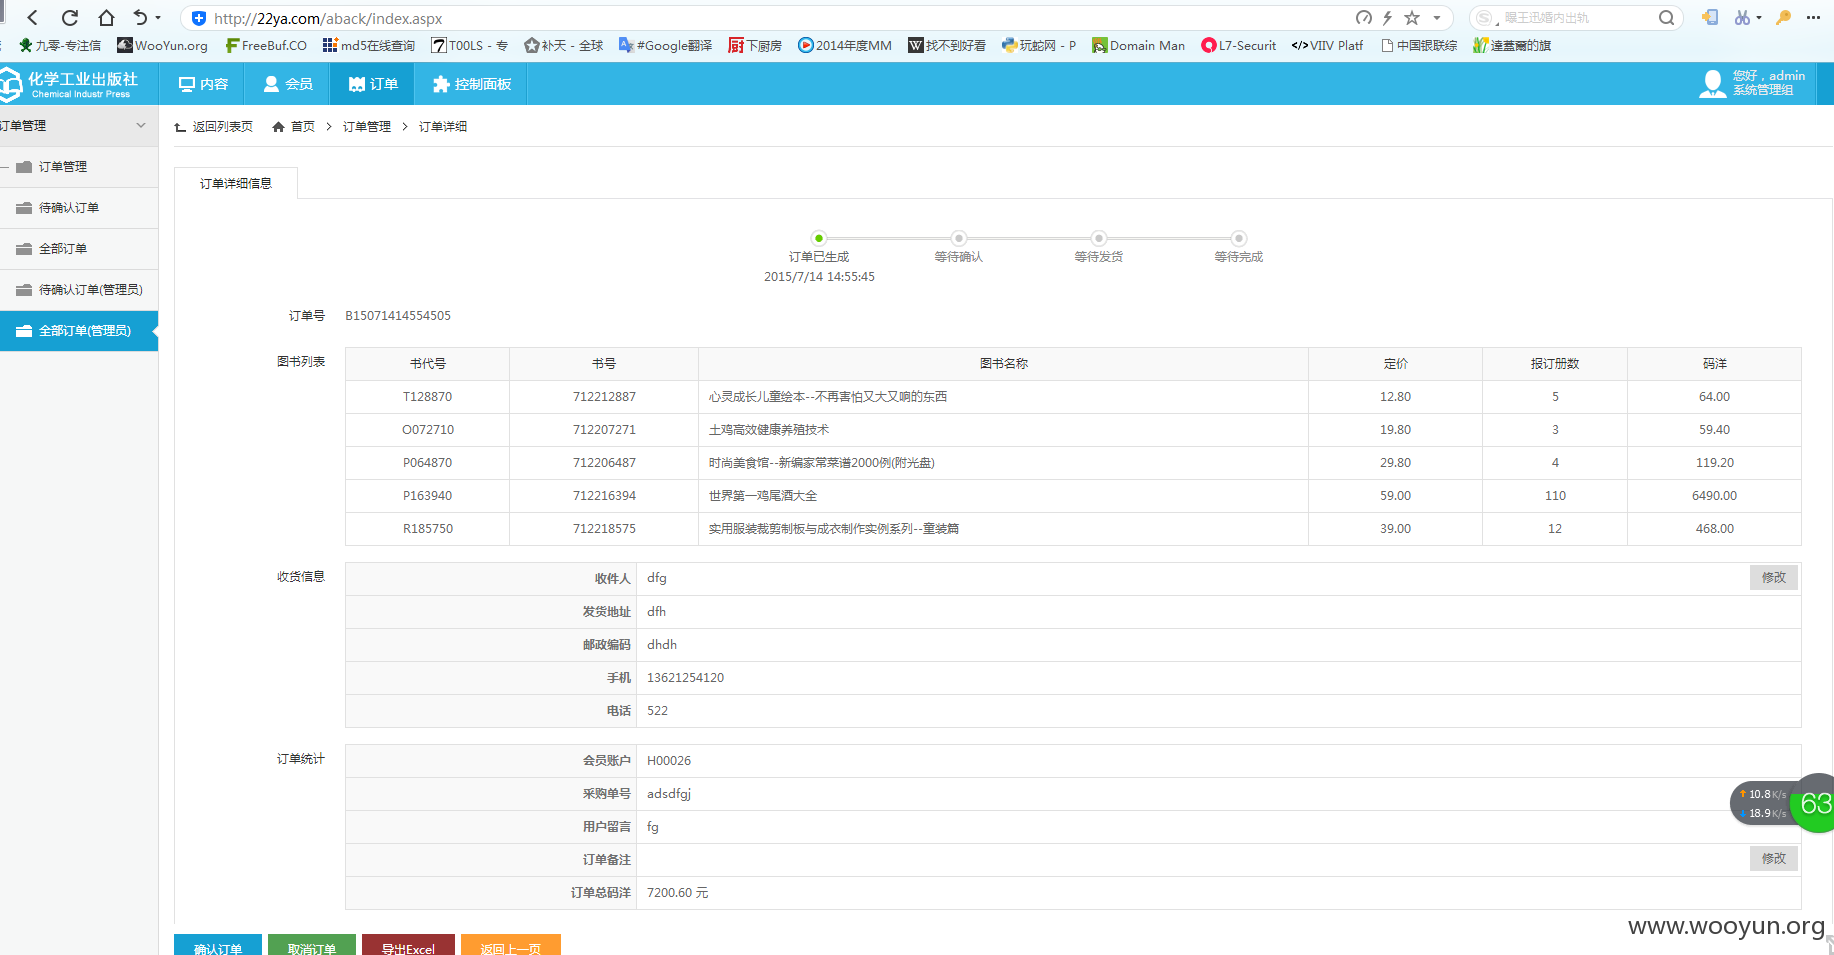 http://22ya.com/aback/index.aspx
曝王迅婚内出轨
九零-专注信 WooYun.org FreeBuf.CO md5在线查询 T00LS - 专 补天 - 全球 #Google翻译 下厨房 2014年度MM 找不到好看 玩蛇网 - P Domain Man L7-Securit VIIV Platf 中国银联综 達蓋爾的旗
化学工业出版社
Chemical Industr Press
内容 会员 订单 控制面板
您好，admin
系统管理组
订单管理
返回列表页 首页 > 订单管理 > 订单详细
订单管理
待确认订单
全部订单
待确认订单(管理员)
全部订单(管理员)
订单详细信息
订单已生成 等待确认 等待发货 等待完成
2015/7/14 14:55:45
订单号 B15071414554505
图书列表
书代号 书号 图书名称 定价 报订册数 码洋
T128870 712212887 心灵成长儿童绘本--不再害怕又大又响的东西 12.80 5 64.00
O072710 712207271 土鸡高效健康养殖技术 19.80 3 59.40
P064870 712206487 时尚美食馆--新编家常菜谱2000例(附光盘) 29.80 4 119.20
P163940 712216394 世界第一鸡尾酒大全 59.00 110 6490.00
R185750 712218575 实用服装裁剪制板与成衣制作实例系列--童装篇 39.00 12 468.00
收货信息
收件人 dfg 修改
发货地址 dfh
邮政编码 dhdh
手机 13621254120
电话 522
订单统计
会员账户 H00026
采购单号 adsdfgj
用户留言 fg
订单备注 修改
订单总码洋 7200.60 元
10.8K/s
18.9K/s
63
确认订单 取消订单 导出Excel 返回上一页
www.wooyun.org